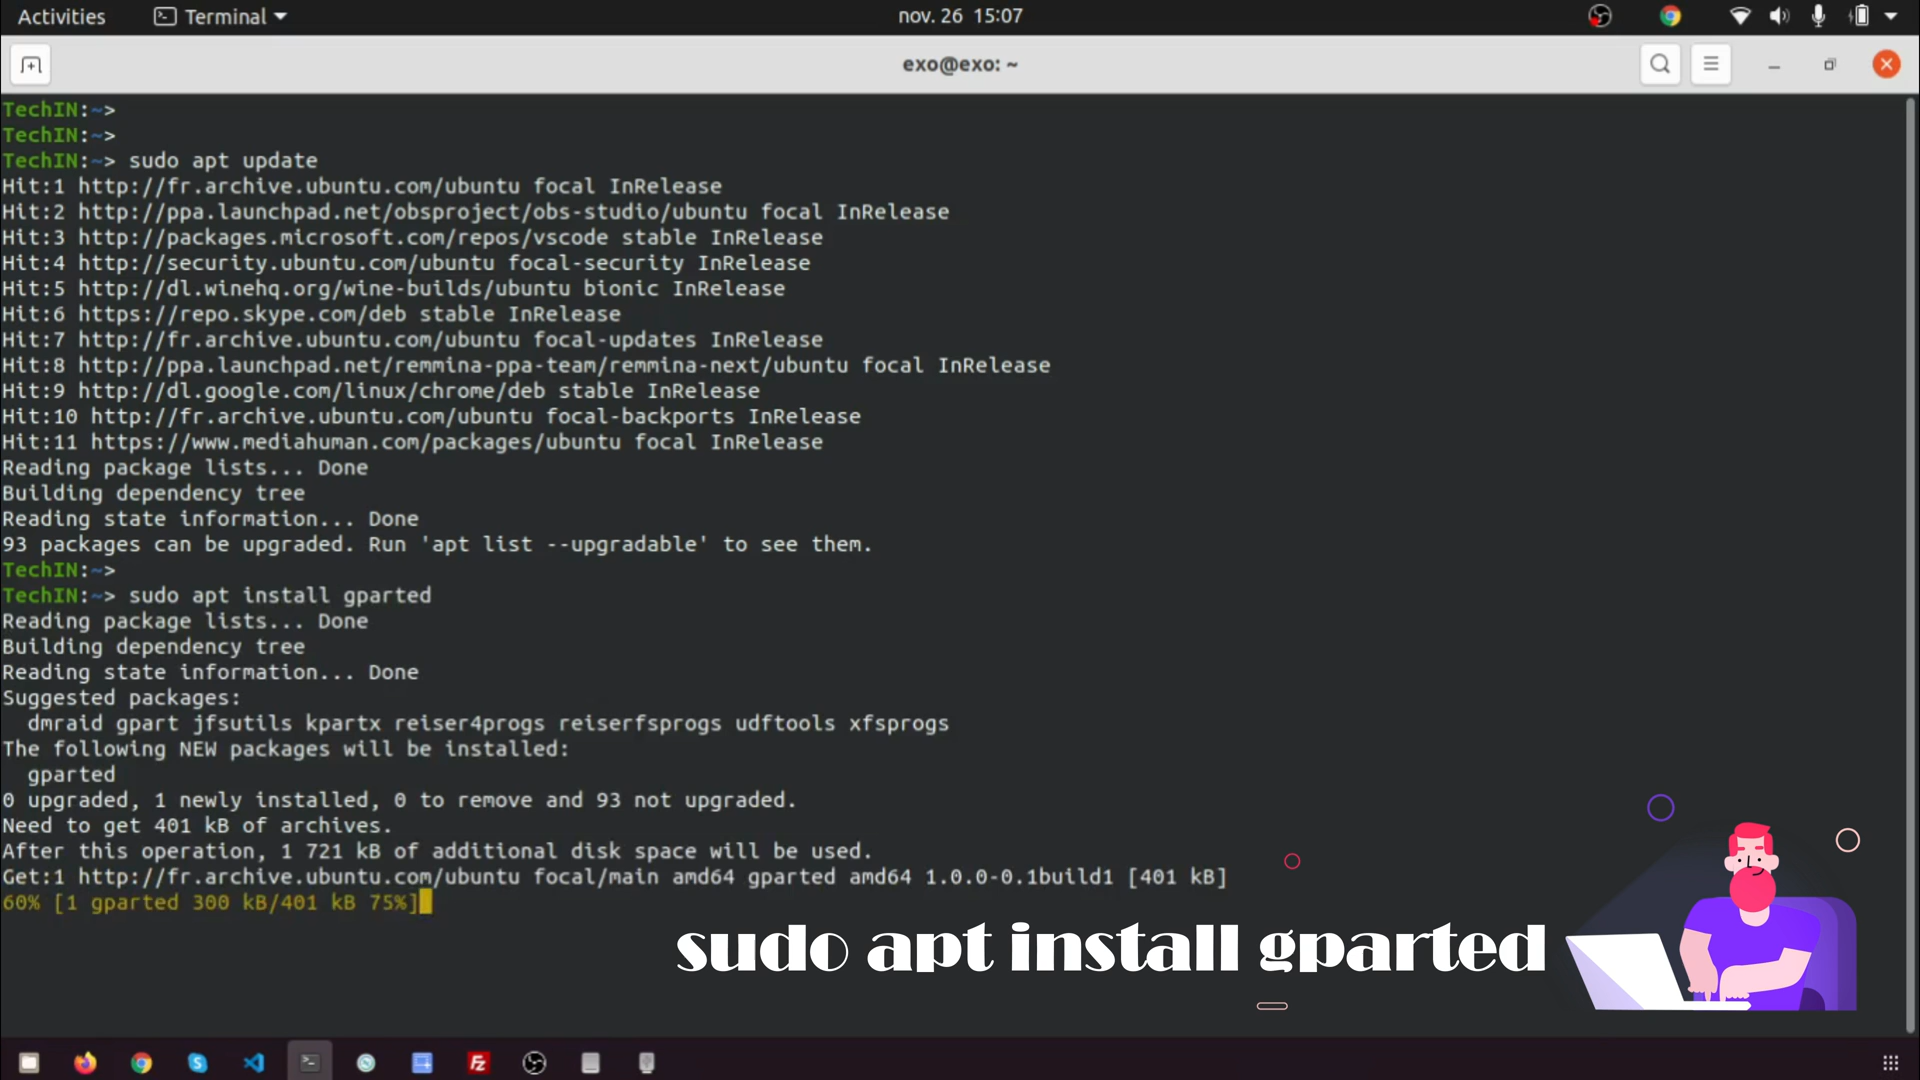 Activities Terminal nov. 26 15:07
exo@exo: ~
TechIN:~>
TechIN:~>
TechIN:~> sudo apt update
Hit:1 http://fr.archive.ubuntu.com/ubuntu focal InRelease
Hit:2 http://ppa.launchpad.net/obsproject/obs-studio/ubuntu focal InRelease
Hit:3 http://packages.microsoft.com/repos/vscode stable InRelease
Hit:4 http://security.ubuntu.com/ubuntu focal-security InRelease
Hit:5 http://dl.winehq.org/wine-builds/ubuntu bionic InRelease
Hit:6 https://repo.skype.com/deb stable InRelease
Hit:7 http://fr.archive.ubuntu.com/ubuntu focal-updates InRelease
Hit:8 http://ppa.launchpad.net/remmina-ppa-team/remmina-next/ubuntu focal InRelease
Hit:9 http://dl.google.com/linux/chrome/deb stable InRelease
Hit:10 http://fr.archive.ubuntu.com/ubuntu focal-backports InRelease
Hit:11 https://www.mediahuman.com/packages/ubuntu focal InRelease
Reading package lists... Done
Building dependency tree
Reading state information... Done
93 packages can be upgraded. Run 'apt list --upgradable' to see them.
TechIN:~>
TechIN:~> sudo apt install gparted
Reading package lists... Done
Building dependency tree
Reading state information... Done
Suggested packages:
  dmraid gpart jfsutils kpartx reiser4progs reiserfsprogs udftools xfsprogs
The following NEW packages will be installed:
  gparted
0 upgraded, 1 newly installed, 0 to remove and 93 not upgraded.
Need to get 401 kB of archives.
After this operation, 1 721 kB of additional disk space will be used.
Get:1 http://fr.archive.ubuntu.com/ubuntu focal/main amd64 gparted amd64 1.0.0-0.1build1 [401 kB]
60% [1 gparted 300 kB/401 kB 75%]
sudo apt install gparted